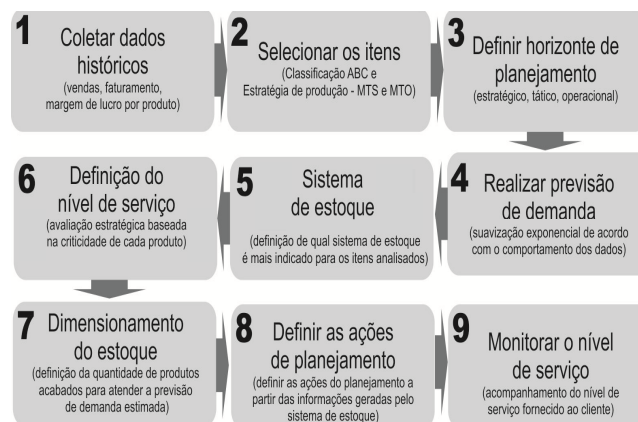 1
Coletar dados
históricos
(vendas, faturamento,
margem de lucro por produto)
2
Selecionar os itens
(Classificação ABC e
Estratégia de produção - MTS e MTO)
3
Definir horizonte de
planejamento
(estratégico, tático, operacional)
4
Realizar previsão
de demanda
(suavização exponencial de acordo
com o comportamento dos dados)
5
Sistema
de estoque
(definição de qual sistema de estoque
é mais indicado para os itens analisados)
6
Definição do
nível de serviço
(avaliação estratégica baseada
na criticidade de cada produto)
7
Dimensionamento
do estoque
(definição da quantidade de produtos
acabados para atender a previsão
de demanda estimada)
8
Definir as ações
de planejamento
(definir as ações do planejamento a
partir das informações geradas pelo
sistema de estoque)
9
Monitorar o nível
de serviço
(acompanhamento do nível de
serviço fornecido ao cliente)